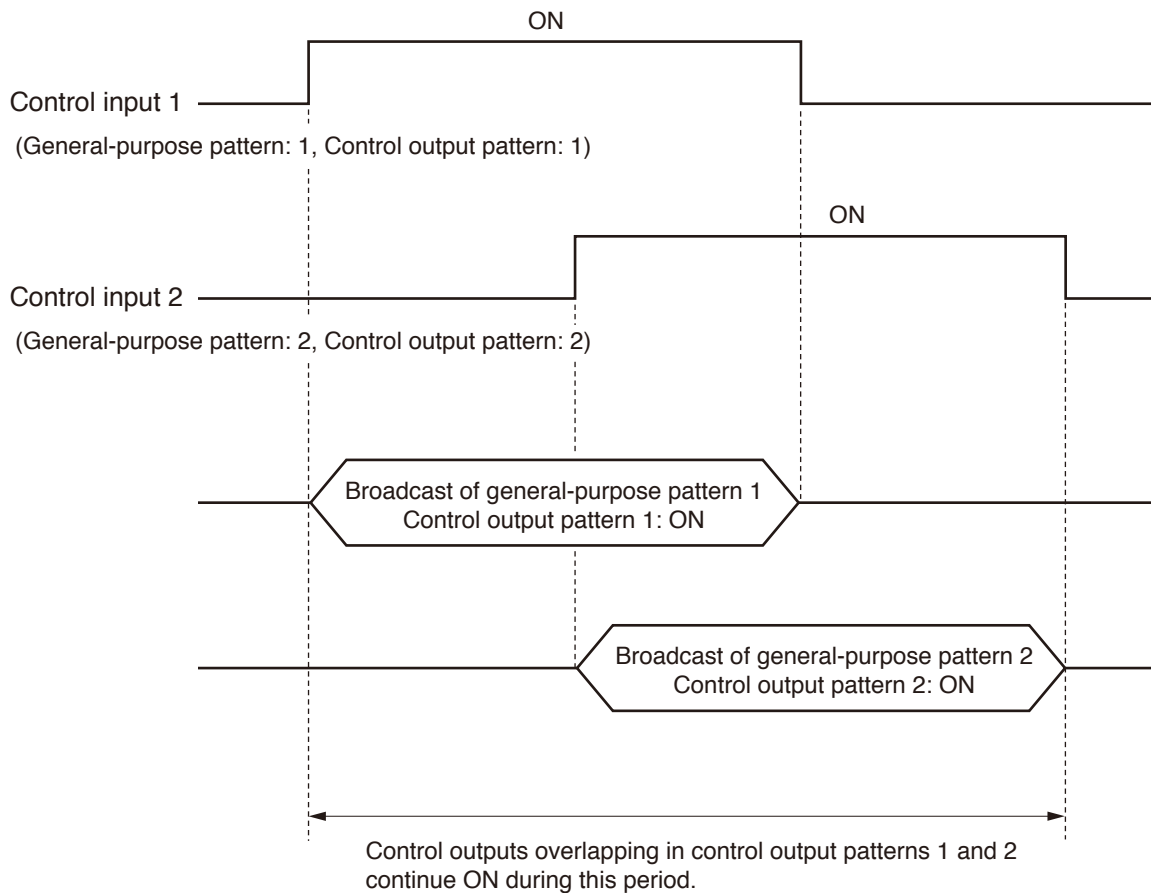 ON
Control input 1
(General-purpose pattern: 1, Control output pattern: 1)
ON
Control input 2
(General-purpose pattern: 2, Control output pattern: 2)
Broadcast of general-purpose pattern 1
Control output pattern 1: ON
Broadcast of general-purpose pattern 2
Control output pattern 2: ON
Control outputs overlapping in control output patterns 1 and 2
continue ON during this period.